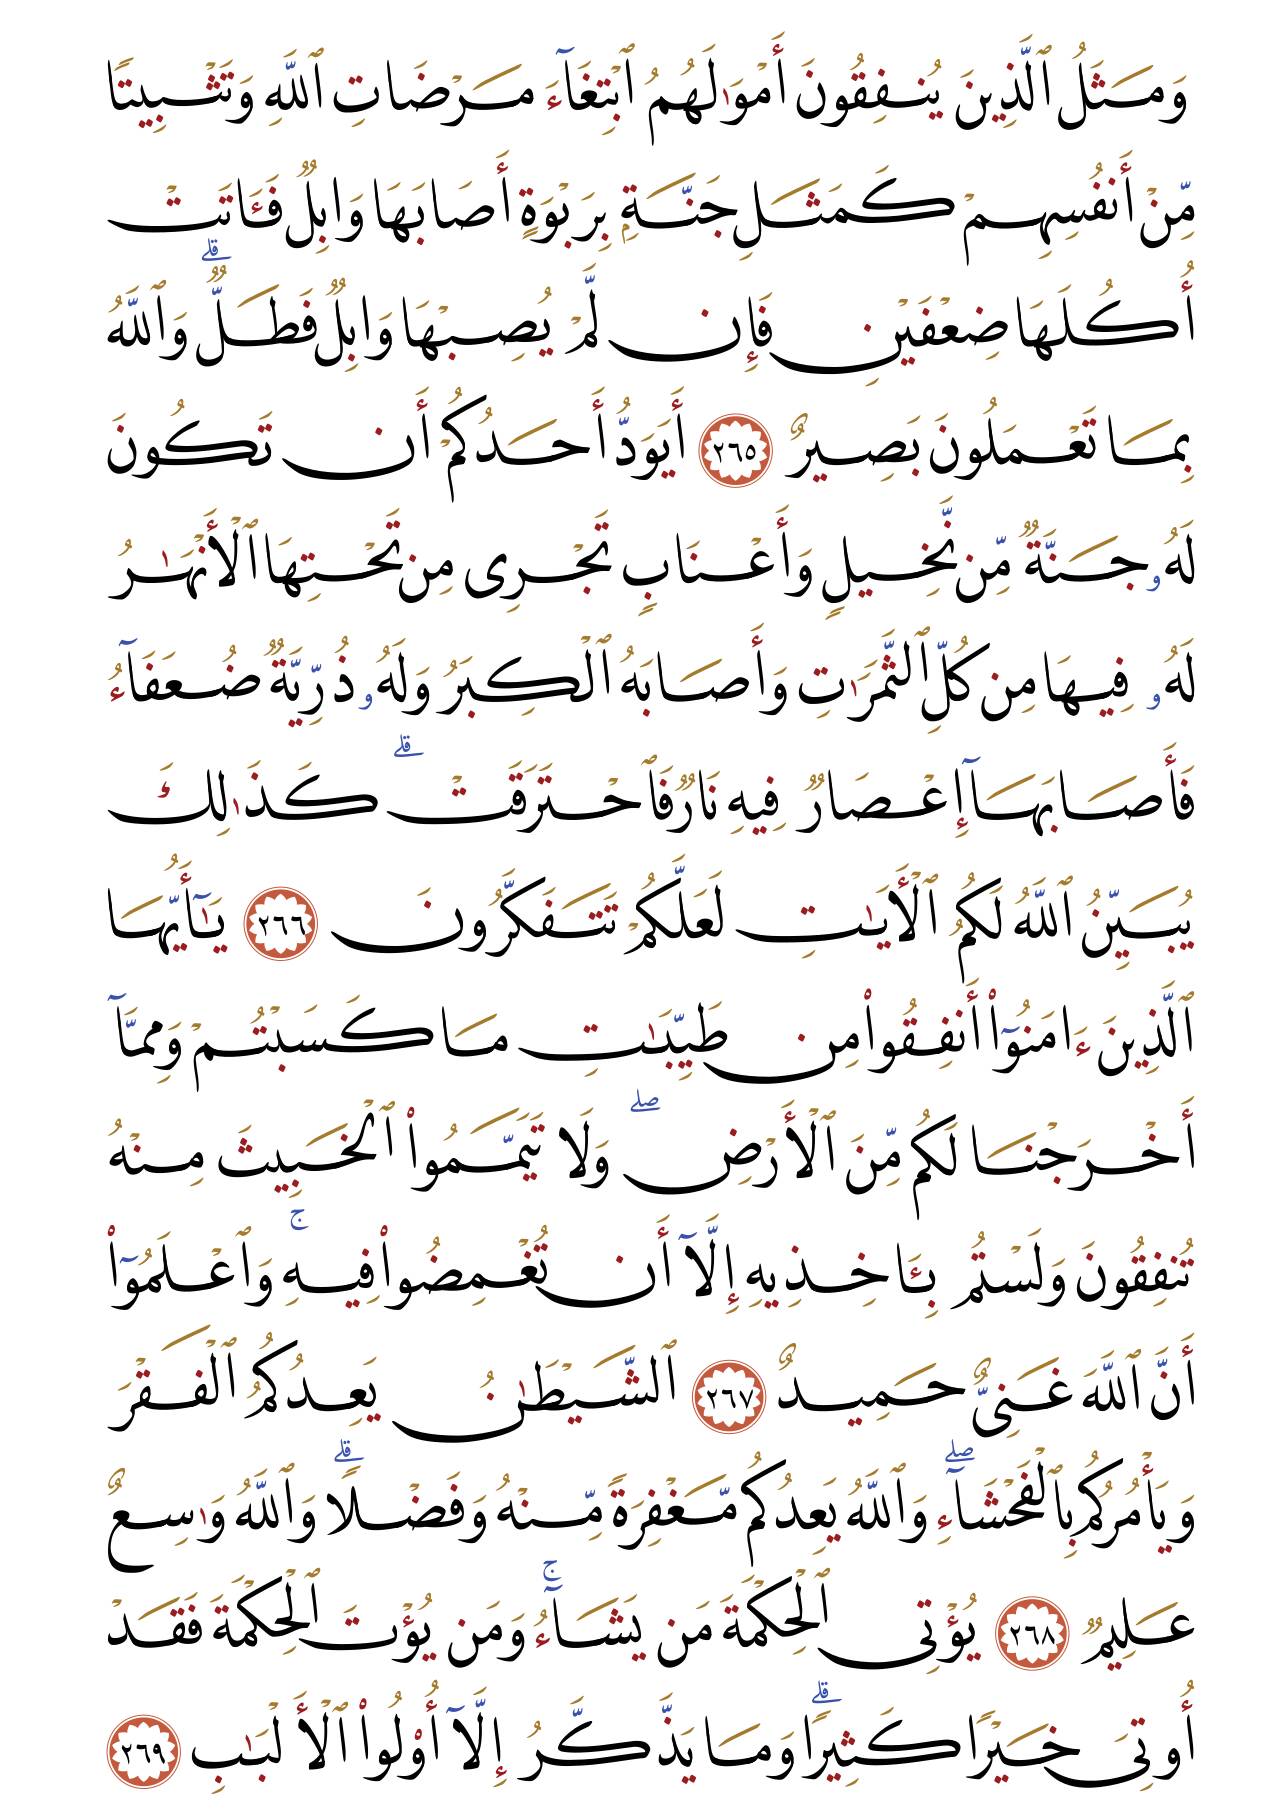 وَمَثَلُ ٱلَّذِينَ يُنفِقُونَ أَمْوَٰلَهُمُ ٱبْتِغَآءَ مَرْضَاتِ ٱللَّهِ وَتَثْبِيتًا
مِّنْ أَنفُسِهِمْ كَمَثَلِ جَنَّةٍۭ بِرَبْوَةٍ أَصَابَهَا وَابِلٌ فَـَٔاتَتْ
أُكُلَهَا ضِعْفَيْنِ فَإِن لَّمْ يُصِبْهَا وَابِلٌ فَطَلٌّ ۗ وَٱللَّهُ
بِمَا تَعْمَلُونَ بَصِيرٌ ٢٦٥ أَيَوَدُّ أَحَدُكُمْ أَن تَكُونَ
لَهُۥ جَنَّةٌ مِّن نَّخِيلٍ وَأَعْنَابٍ تَجْرِى مِن تَحْتِهَا ٱلْأَنْهَٰرُ
لَهُۥ فِيهَا مِن كُلِّ ٱلثَّمَرَٰتِ وَأَصَابَهُ ٱلْكِبَرُ وَلَهُۥ ذُرِّيَّةٌ ضُعَفَآءُ
فَأَصَابَهَآ إِعْصَارٌ فِيهِ نَارٌ فَٱحْتَرَقَتْ ۗ كَذَٰلِكَ
يُبَيِّنُ ٱللَّهُ لَكُمُ ٱلْأَيَٰتِ لَعَلَّكُمْ تَتَفَكَّرُونَ ٢٦٦ يَٰٓأَيُّهَا
ٱلَّذِينَ ءَامَنُوٓا۟ أَنفِقُوا۟ مِن طَيِّبَٰتِ مَا كَسَبْتُمْ وَمِمَّآ
أَخْرَجْنَا لَكُم مِّنَ ٱلْأَرْضِ ۖ وَلَا تَيَمَّمُوا۟ ٱلْخَبِيثَ مِنْهُ
تُنفِقُونَ وَلَسْتُم بِـَٔاخِذِيهِ إِلَّآ أَن تُغْمِضُوا۟ فِيهِ ۚ وَٱعْلَمُوٓا۟
أَنَّ ٱللَّهَ غَنِىٌّ حَمِيدٌ ٢٦٧ ٱلشَّيْطَٰنُ يَعِدُكُمُ ٱلْفَقْرَ
وَيَأْمُرُكُم بِٱلْفَحْشَآءِ ۖ وَٱللَّهُ يَعِدُكُم مَّغْفِرَةً مِّنْهُ وَفَضْلًا ۗ وَٱللَّهُ وَٰسِعٌ
عَلِيمٌ ٢٦٨ يُؤْتِى ٱلْحِكْمَةَ مَن يَشَآءُ ۚ وَمَن يُؤْتَ ٱلْحِكْمَةَ فَقَدْ
أُوتِىَ خَيْرًا كَثِيرًا ۗ وَمَا يَذَّكَّرُ إِلَّآ أُو۟لُوا۟ ٱلْأَلْبَٰبِ ٢٦٩